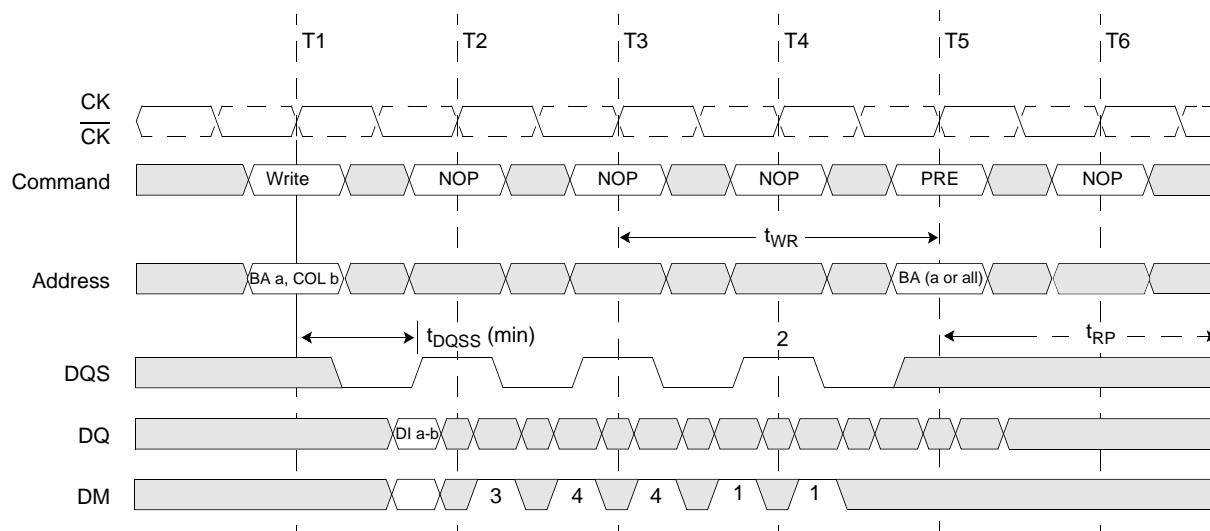 T1 T2 T3 T4 T5 T6
CK
CK
Command Write NOP NOP NOP PRE NOP
tWR
Address BA a, COL b BA (a or all)
tDQSS (min) 2 tRP
DQS
DQ DI a-b
DM 3 4 4 1 1